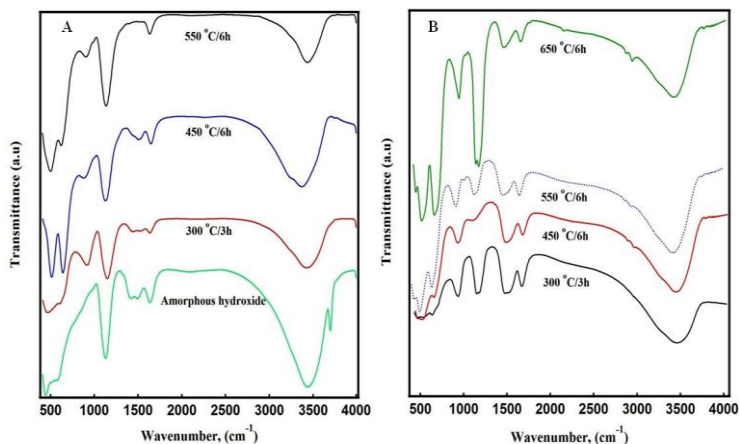 A
550 °C/6h
450 °C/6h
300 °C/3h
Amorphous hydroxide
Transmittance (a.u)
500 1000 1500 2000 2500 3000 3500 4000
Wavenumber, (cm-1)
B
650 °C/6h
550 °C/6h
450 °C/6h
300 °C/3h
Transmittance (a.u)
500 1000 1500 2000 2500 3000 3500 4000
Wavenumber, (cm-1)